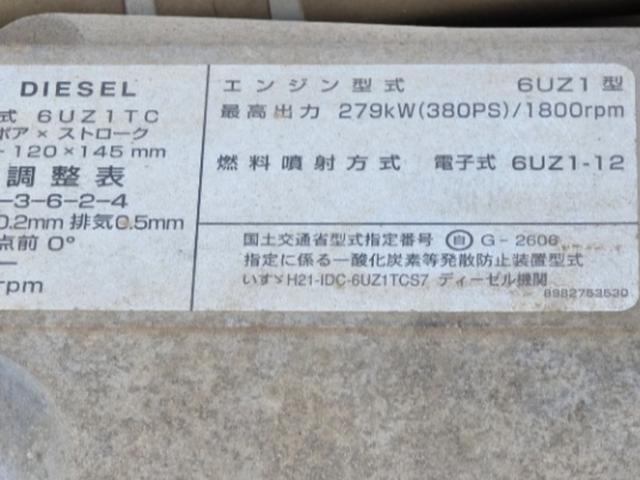 DIESEL
式 6UZ1TC
ボア × ストローク
- 120 × 145 mm
調整表
-3-6-2-4
0.2mm 排気0.5mm
点前 0°
rpm
エンジン型式 6UZ1型
最高出力 279kW(380PS)/1800rpm
燃料噴射方式 電子式 6UZ1-12
国土交通省型式指定番号 自 G-2606
指定に係る一酸化炭素等発散防止装置型式
いすゞH21-IDC-6UZ1TCS7 ディーゼル機関
8982753530